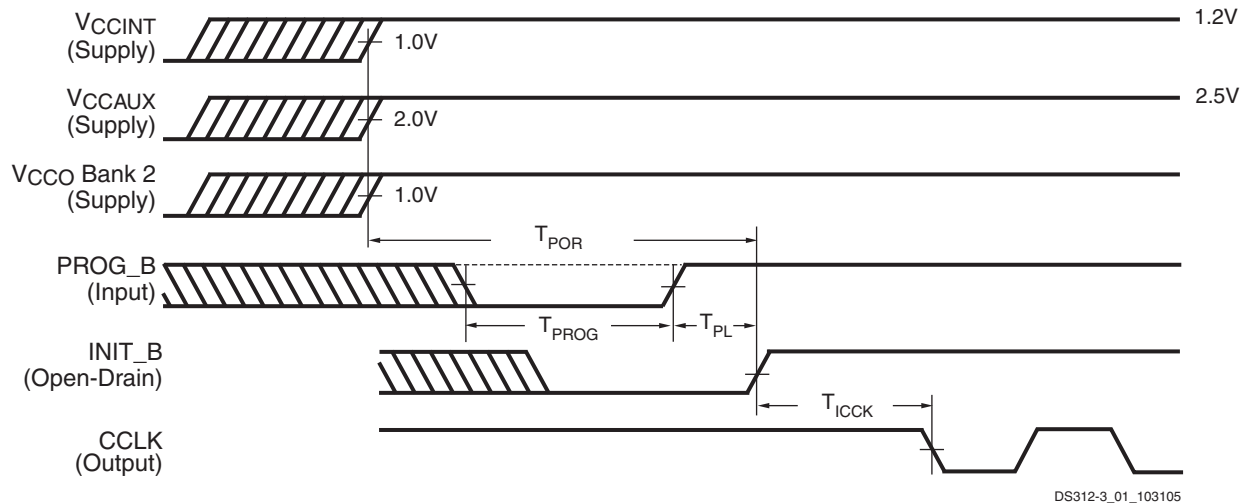 VCCINT
(Supply)
1.0V
1.2V
VCCAUX
(Supply)
2.0V
2.5V
VCCO Bank 2
(Supply)
1.0V
TPOR
PROG_B
(Input)
TPROG
TPL
INIT_B
(Open-Drain)
TICCK
CCLK
(Output)
DS312-3_01_103105